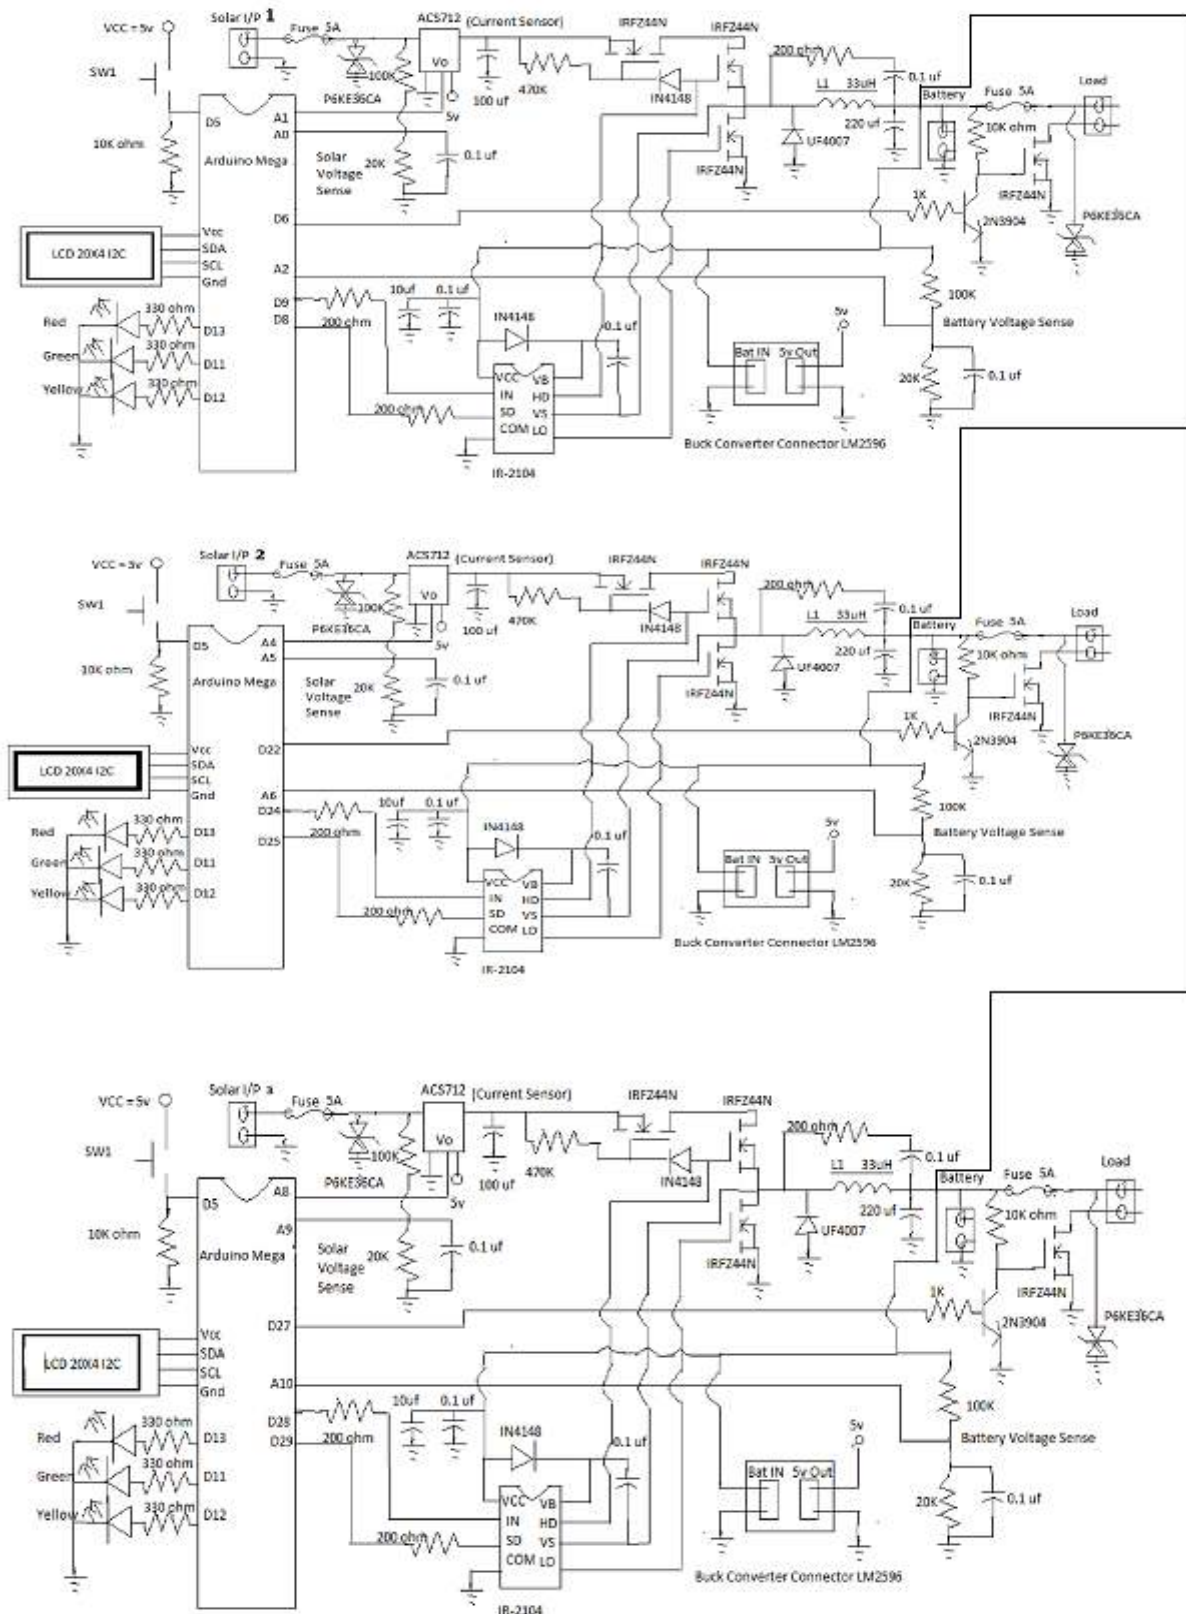 Solar I/P 1
ACS712
VCC = 5v
Fuse 5A
(Current Sensor)
IRFZ44N
IRFZ44N
200 ohm
SW1
100K
Vo
0.1 uf
Load
P6KE36CA
100 uf
470K
IN4148
L1 33uH
Battery
Fuse 5A
5v
D5
A1
A0
220 uf
10K ohm
10K ohm
Arduino Mega
Solar Voltage Sense
20K
0.1 uf
UF4007
IRFZ44N
IRFZ44N
1K
D6
2N3904
P6KE36CA
Vcc
LCD 20X4 I2C
SDA
SCL
Gnd
A2
100K
10uf
0.1 uf
D9
D8
200 ohm
IN4148
0.1 uf
5v
Battery Voltage Sense
Red
330 ohm
D13
Green
330 ohm
D11
Yellow
330 ohm
D12
VCC
VB
IN
HD
SD
VS
COM
LO
200 ohm
Bat IN
5v Out
20K
0.1 uf
Buck Converter Connector LM2596
IR-2104
Solar I/P 2
ACS712
VCC = 5v
Fuse 5A
(Current Sensor)
IRFZ44N
IRFZ44N
200 ohm
SW1
100K
Vo
0.1 uf
Load
P6KE36CA
100 uf
470K
IN4148
L1 33uH
Battery
Fuse 5A
5v
D5
A4
A5
220 uf
10K ohm
10K ohm
Arduino Mega
Solar Voltage Sense
20K
0.1 uf
UF4007
IRFZ44N
IRFZ44N
1K
D22
2N3904
P6KE36CA
Vcc
LCD 20X4 I2C
SDA
SCL
Gnd
A6
100K
10uf
0.1 uf
D24
D25
200 ohm
IN4148
0.1 uf
5v
Battery Voltage Sense
Red
330 ohm
D13
Green
330 ohm
D11
Yellow
330 ohm
D12
VCC
VB
IN
HD
SD
VS
COM
LO
200 ohm
Bat IN
5v Out
20K
0.1 uf
Buck Converter Connector LM2596
IR-2104
Solar I/P a
ACS712
VCC = 5v
Fuse 5A
(Current Sensor)
IRFZ44N
IRFZ44N
200 ohm
SW1
100K
Vo
0.1 uf
Load
P6KE36CA
100 uf
470K
IN4148
L1 33uH
Battery
Fuse 5A
5v
D5
A8
A9
220 uf
10K ohm
10K ohm
Arduino Mega
Solar Voltage Sense
20K
0.1 uf
UF4007
IRFZ44N
IRFZ44N
1K
D27
2N3904
P6KE36CA
Vcc
LCD 20X4 I2C
SDA
SCL
Gnd
A10
100K
10uf
0.1 uf
D28
D29
200 ohm
IN4148
0.1 uf
5v
Battery Voltage Sense
Red
330 ohm
D13
Green
330 ohm
D11
Yellow
330 ohm
D12
VCC
VB
IN
HD
SD
VS
COM
LO
200 ohm
Bat IN
5v Out
20K
0.1 uf
Buck Converter Connector LM2596
IR-2104